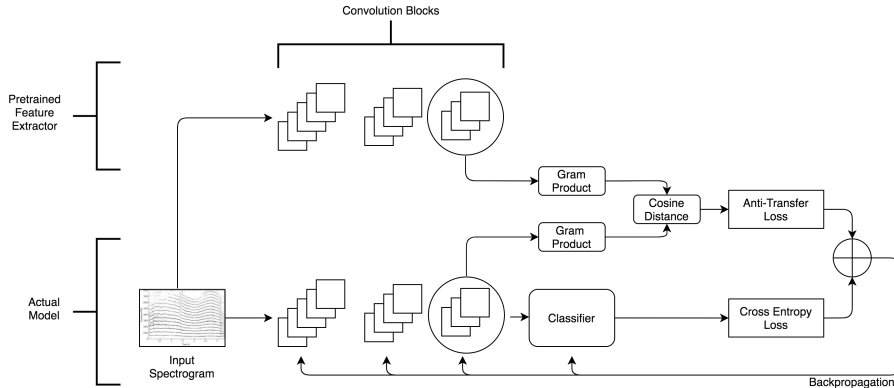 Convolution Blocks
Pretrained
Feature
Extractor
Gram
Product
Cosine
Distance
Anti-Transfer
Loss
Gram
Product
Actual
Model
Classifier
Cross Entropy
Loss
Input
Spectrogram
Backpropagation